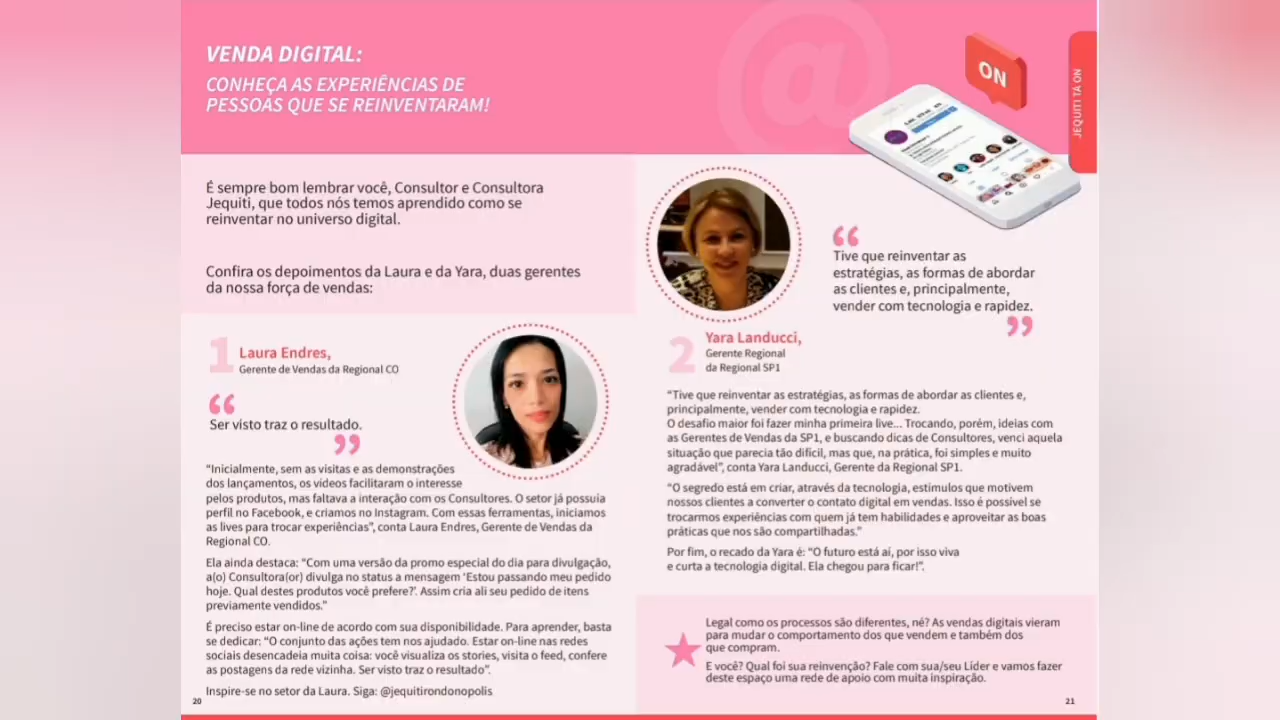 VENDA DIGITAL:
CONHEÇA AS EXPERIÊNCIAS DE
PESSOAS QUE SE REINVENTARAM!
@
ON
JEQUITI TÁ ON
É sempre bom lembrar você, Consultor e Consultora
Jequiti, que todos nós temos aprendido como se
reinventar no universo digital.
Confira os depoimentos da Laura e da Yara, duas gerentes
da nossa força de vendas:
1
Laura Endres,
Gerente de Vendas da Regional CO
“
Ser visto traz o resultado.
”
“Inicialmente, sem as visitas e as demonstrações
dos lançamentos, os vídeos facilitaram o interesse
pelos produtos, mas faltava a interação com os Consultores. O setor já possuia
perfil no Facebook, e criamos no Instagram. Com essas ferramentas, iniciamos
as lives para trocar experiências”, conta Laura Endres, Gerente de Vendas da
Regional CO.
Ela ainda destaca: “Com uma versão da promo especial do dia para divulgação,
a(o) Consultora(or) divulga no status a mensagem ‘Estou passando meu pedido
hoje. Qual destes produtos você prefere?’. Assim cria ali seu pedido de itens
previamente vendidos.”
É preciso estar on-line de acordo com sua disponibilidade. Para aprender, basta
se dedicar: “O conjunto das ações tem nos ajudado. Estar on-line nas redes
sociais desencadeia muita coisa: você visualiza os stories, visita o feed, confere
as postagens da rede vizinha. Ser visto traz o resultado”.
Inspire-se no setor da Laura. Siga: @jequitirondonopolis
20
“
Tive que reinventar as
estratégias, as formas de abordar
as clientes e, principalmente,
vender com tecnologia e rapidez.
”
2
Yara Landucci,
Gerente Regional
da Regional SP1
“Tive que reinventar as estratégias, as formas de abordar as clientes e,
principalmente, vender com tecnologia e rapidez.
O desafio maior foi fazer minha primeira live... Trocando, porém, ideias com
as Gerentes de Vendas da SP1, e buscando dicas de Consultores, venci aquela
situação que parecia tão difícil, mas que, na prática, foi simples e muito
agradável”, conta Yara Landucci, Gerente da Regional SP1.
“O segredo está em criar, através da tecnologia, estímulos que motivem
nossos clientes a converter o contato digital em vendas. Isso é possível se
trocarmos experiências com quem já tem habilidades e aproveitar as boas
práticas que nos são compartilhadas.”
Por fim, o recado da Yara é: “O futuro está aí, por isso viva
e curta a tecnologia digital. Ela chegou para ficar!”.
Legal como os processos são diferentes, né? As vendas digitais vieram
para mudar o comportamento dos que vendem e também dos
que compram.
E você? Qual foi sua reinvenção? Fale com sua/seu Líder e vamos fazer
deste espaço uma rede de apoio com muita inspiração.
21